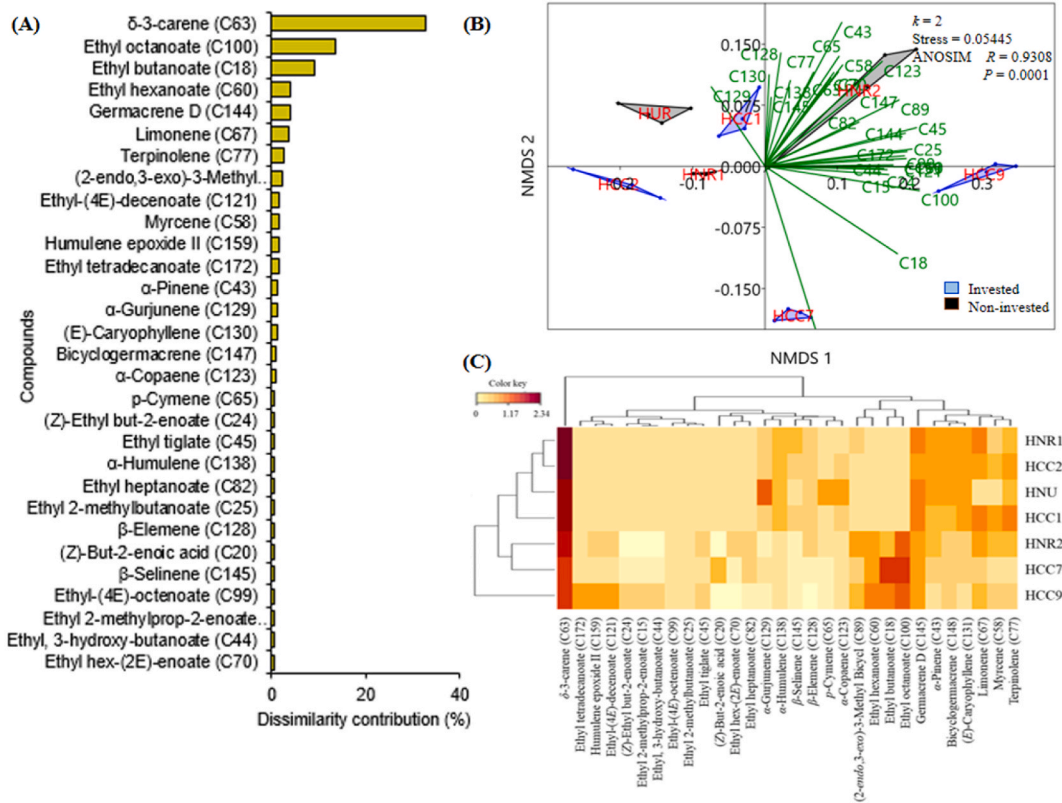 (A)
Compounds
δ-3-carene (C63)
Ethyl octanoate (C100)
Ethyl butanoate (C18)
Ethyl hexanoate (C60)
Germacrene D (C144)
Limonene (C67)
Terpinolene (C77)
(2-endo,3-exo)-3-Methyl..
Ethyl-(4E)-decenoate (C121)
Myrcene (C58)
Humulene epoxide II (C159)
Ethyl tetradecanoate (C172)
α-Pinene (C43)
α-Gurjunene (C129)
(E)-Caryophyllene (C130)
Bicyclogermacrene (C147)
α-Copaene (C123)
p-Cymene (C65)
(Z)-Ethyl but-2-enoate (C24)
Ethyl tiglate (C45)
α-Humulene (C138)
Ethyl heptanoate (C82)
Ethyl 2-methylbutanoate (C25)
β-Elemene (C128)
(Z)-But-2-enoic acid (C20)
β-Selinene (C145)
Ethyl-(4E)-octenoate (C99)
Ethyl 2-methylprop-2-enoate..
Ethyl, 3-hydroxy-butanoate (C44)
Ethyl hex-(2E)-enoate (C70)
0 20 40
Dissimilarity contribution (%)
(B)
k = 2
Stress = 0.05445
ANOSIM R = 0.9308
P = 0.0001
NMDS 2
0.150
0.075
0.000
-0.075
-0.150
-0.1
0.1
0.2
0.3
C43
C65
C128
C77
C58
C123
C130
C129
C138
C145
C147
C89
C82
C144
C45
C25
C172
C44
C15
C100
C18
HUR
HCC1
HNR2
HNR1
HCC2
HCC9
HCC7
Invested
Non-invested
NMDS 1
(C)
Color key
0 1.17 2.34
HNR1
HCC2
HNU
HCC1
HNR2
HCC7
HCC9
δ-3-carene (C63)
Ethyl tetradecanoate (C172)
Humulene epoxide II (C159)
Ethyl-(4E)-decenoate (C121)
(Z)-Ethyl but-2-enoate (C24)
Ethyl 2-methylprop-2-enoate (C15)
Ethyl, 3-hydroxy-butanoate (C44)
Ethyl-(4E)-octenoate (C99)
Ethyl 2-methylbutanoate (C25)
Ethyl tiglate (C45)
(Z)-But-2-enoic acid (C20)
Ethyl hex-(2E)-enoate (C70)
Ethyl heptanoate (C82)
α-Gurjunene (C129)
α-Humulene (C138)
β-Selinene (C145)
β-Elemene (C128)
p-Cymene (C65)
α-Copaene (C123)
(2-endo,3-exo)-3-Methyl Bicycl (C89)
Ethyl hexanoate (C60)
Ethyl butanoate (C18)
Ethyl octanoate (C100)
Germacrene D (C145)
α-Pinene (C43)
Bicyclogermacrene (C148)
(E)-Caryophyllene (C131)
Limonene (C67)
Myrcene (C58)
Terpinolene (C77)